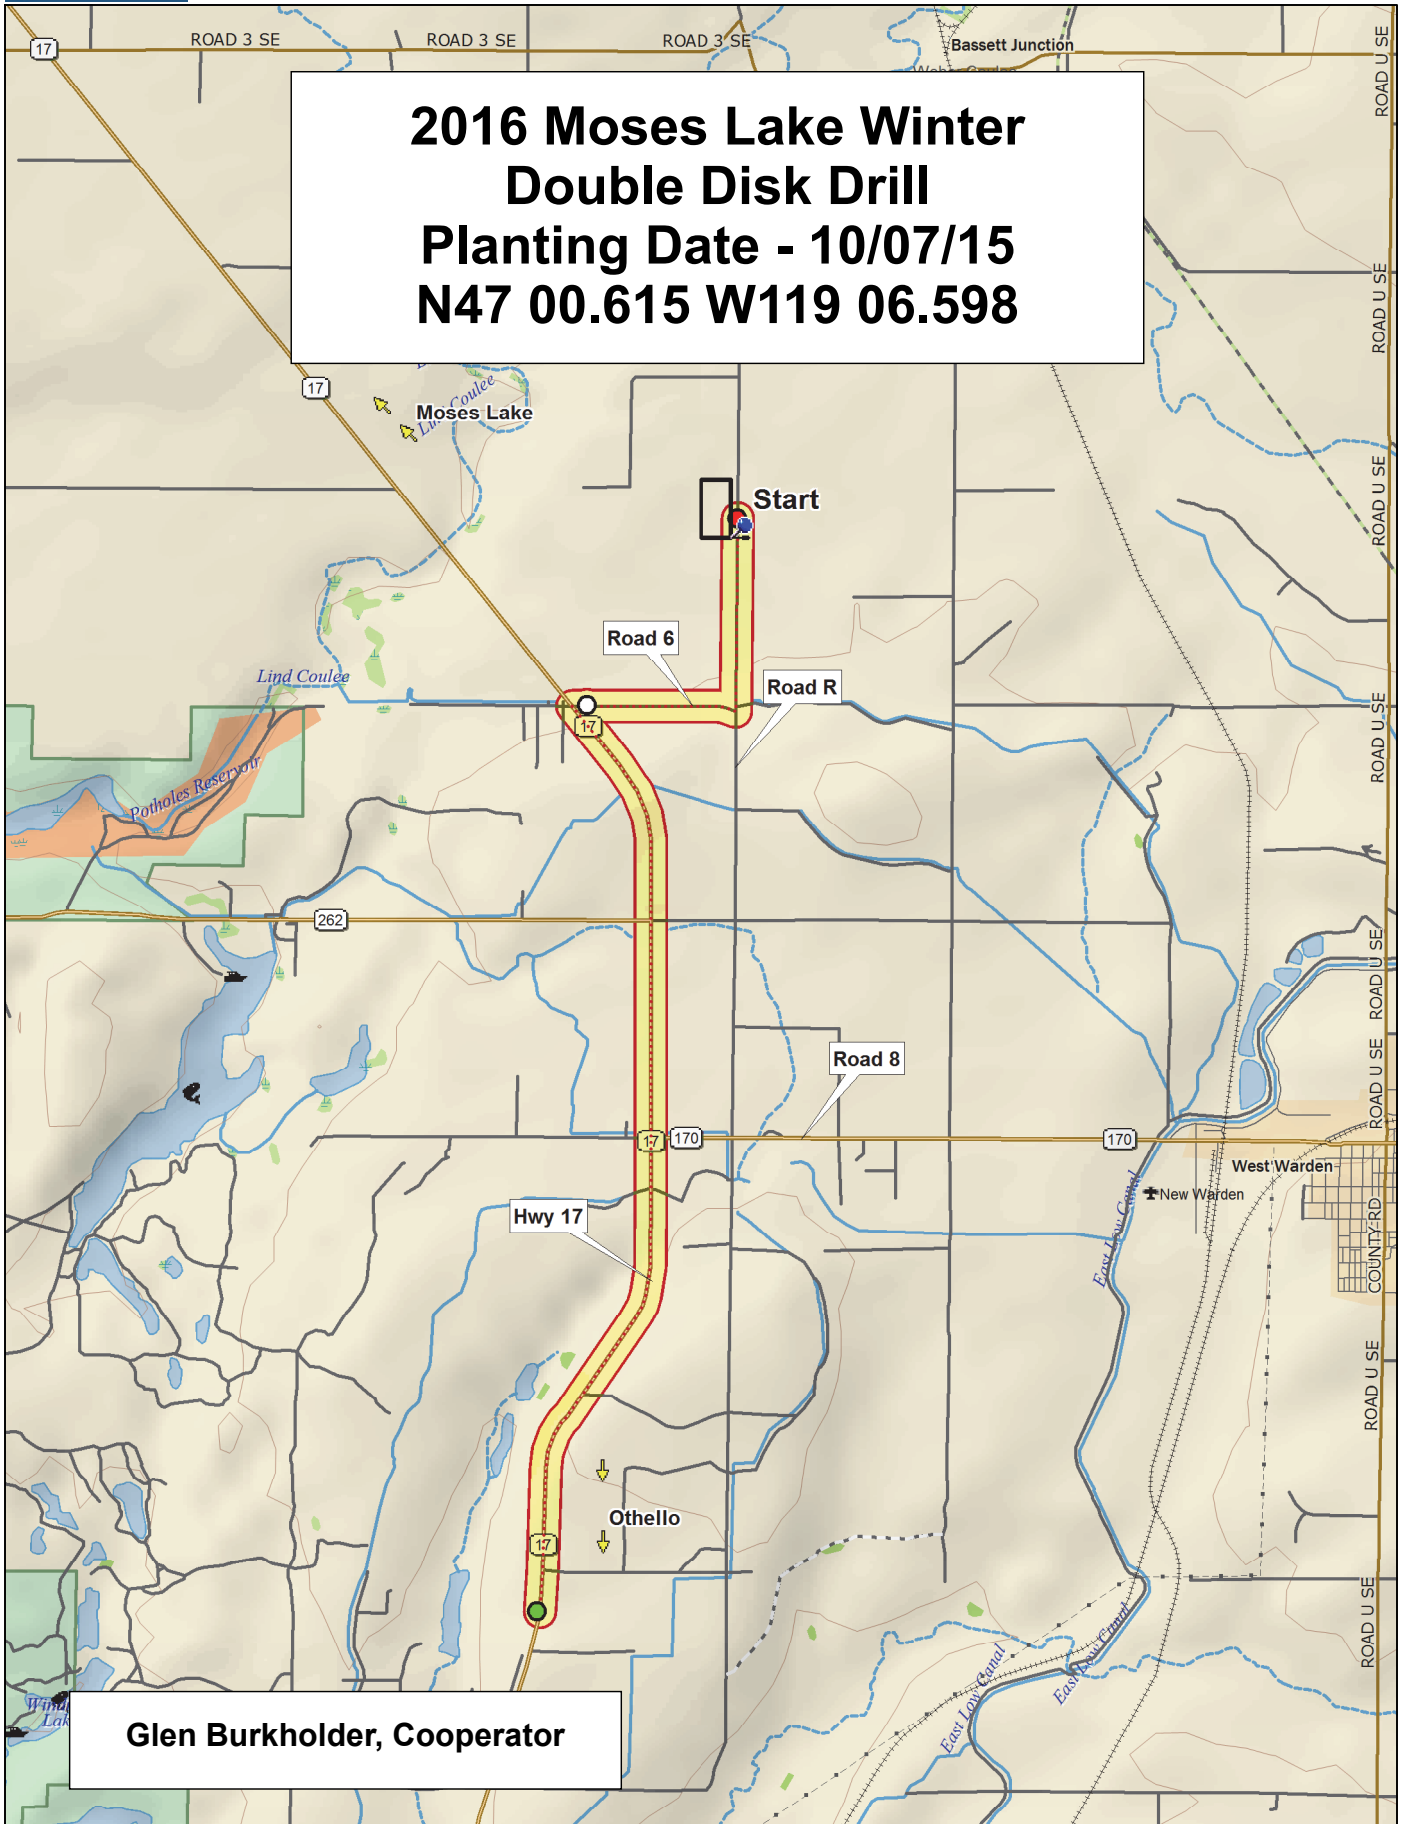 17
ROAD 3 SE
ROAD 3 SE
ROAD 3 SE
Bassett Junction
ROAD U SE
2016 Moses Lake Winter
Double Disk Drill
Planting Date - 10/07/15
N47 00.615 W119 06.598
ROAD U SE
17
Lind Coulee
Moses Lake
Start
ROAD U SE
Road 6
Lind Coulee
Road R
17
ROAD U SE
Potholes Reservoir
262
ROAD U SE
Road 8
ROAD U SE
17
170
170
West Warden
New Warden
Hwy 17
East Low Canal
COUNTY RD
ROAD U SE
Othello
17
ROAD U SE
East Low Canal
East Low Canal
Glen Burkholder, Cooperator